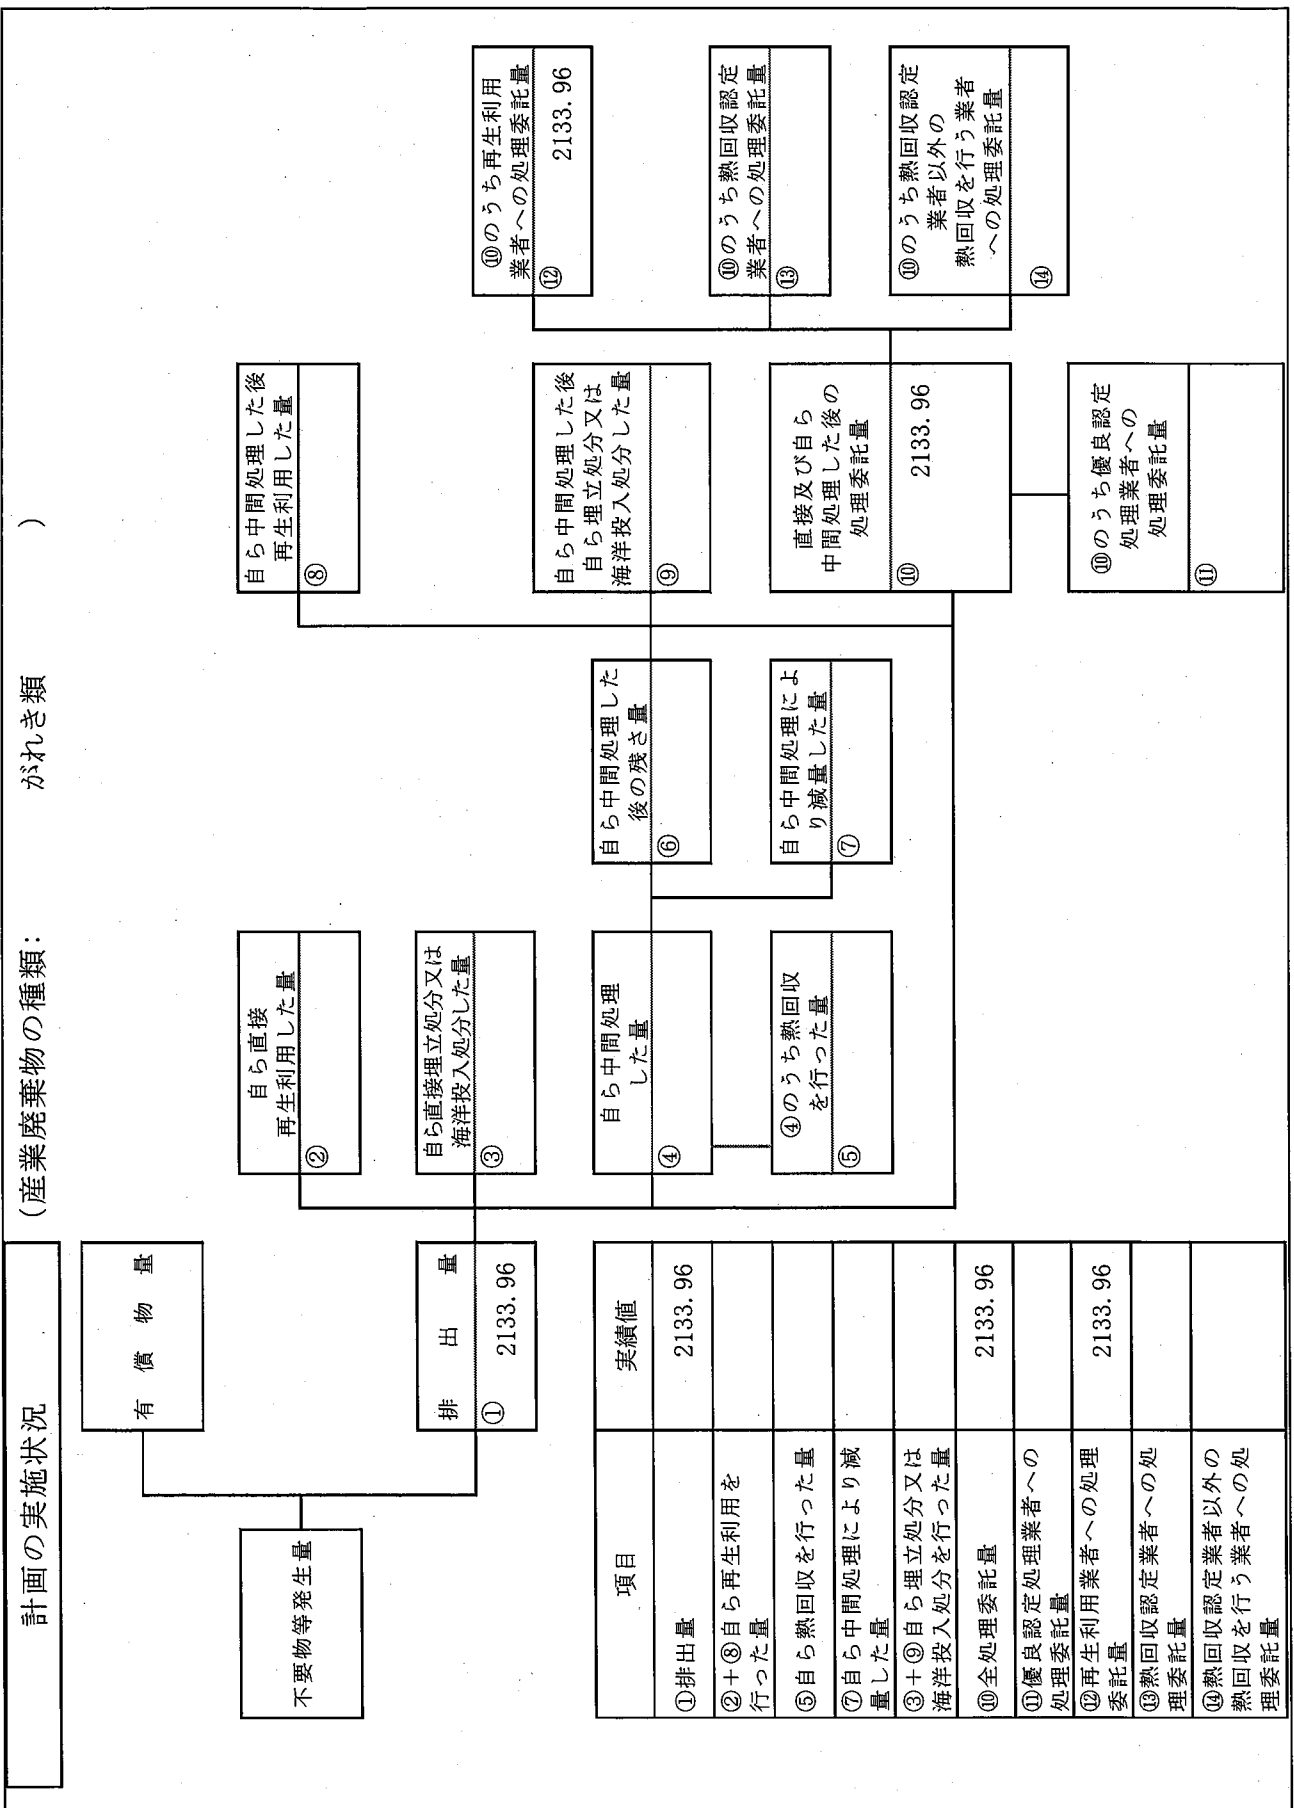 計画の実施状況
（産業廃棄物の種類： がれき類 ）
有 償 物 量
不要物等発生量
排 出 量
① 2133.96
自ら直接
再生利用した量
②
自ら直接埋立処分又は
海洋投入処分した量
③
自ら中間処理
した量
④
④のうち熱回収
を行った量
⑤
自ら中間処理した
後の残さ量
⑥
自ら中間処理によ
り減量した量
⑦
自ら中間処理した後
再生利用した量
⑧
自ら中間処理した後
自ら埋立処分又は
海洋投入処分した量
⑨
直接及び自ら
中間処理した後の
処理委託量
⑩ 2133.96
⑩のうち優良認定
処理業者への
処理委託量
⑪
⑩のうち再生利用
業者への処理委託量
⑫ 2133.96
⑩のうち熱回収認定
業者への処理委託量
⑬
⑩のうち熱回収認定
業者以外の
熱回収を行う業者
への処理委託量
⑭
項目 実績値
①排出量 2133.96
②＋⑧自ら再生利用を
行った量
⑤自ら熱回収を行った量
⑦自ら中間処理により減
量した量
③＋⑨自ら埋立処分又は
海洋投入処分を行った量
⑩全処理委託量 2133.96
⑪優良認定処理業者への
処理委託量
⑫再生利用業者への処理
委託量 2133.96
⑬熱回収認定業者への処
理委託量
⑭熱回収認定業者以外の
熱回収を行う業者への処
理委託量